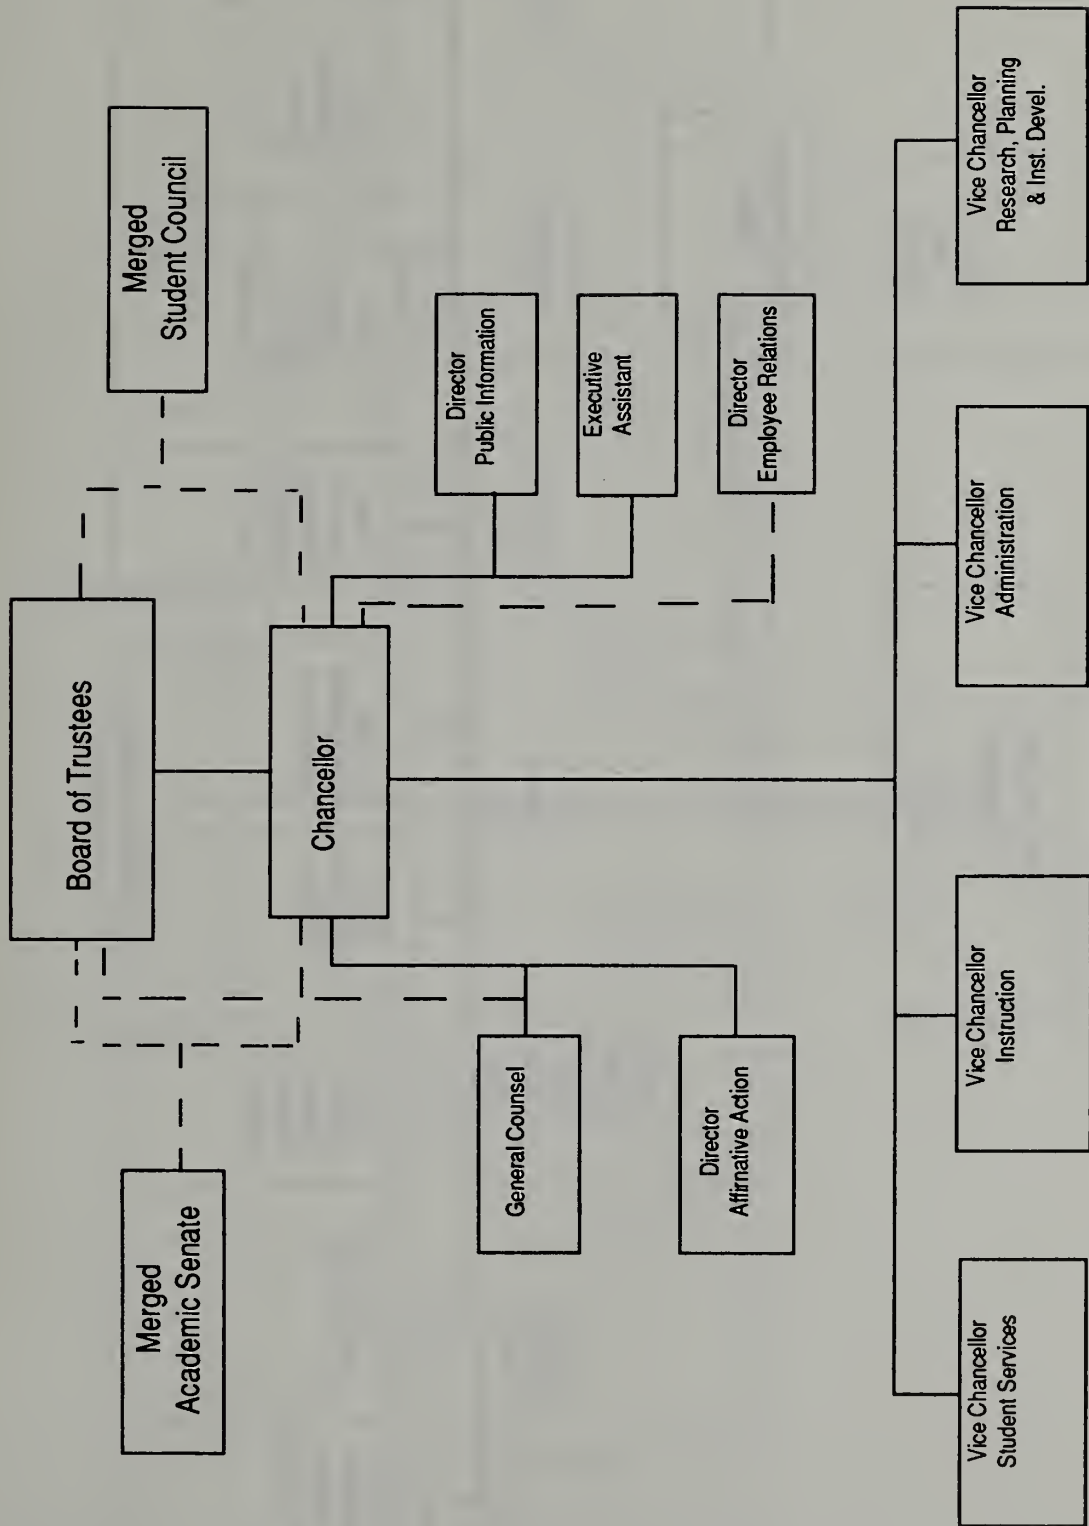 Board of Trustees
Merged
Academic Senate
Merged
Student Council
Chancellor
General Counsel
Director
Public Information
Executive
Assistant
Director
Affirmative Action
Director
Employee Relations
Vice Chancellor
Student Services
Vice Chancellor
Instruction
Vice Chancellor
Administration
Vice Chancellor
Research, Planning
& Inst. Devel.